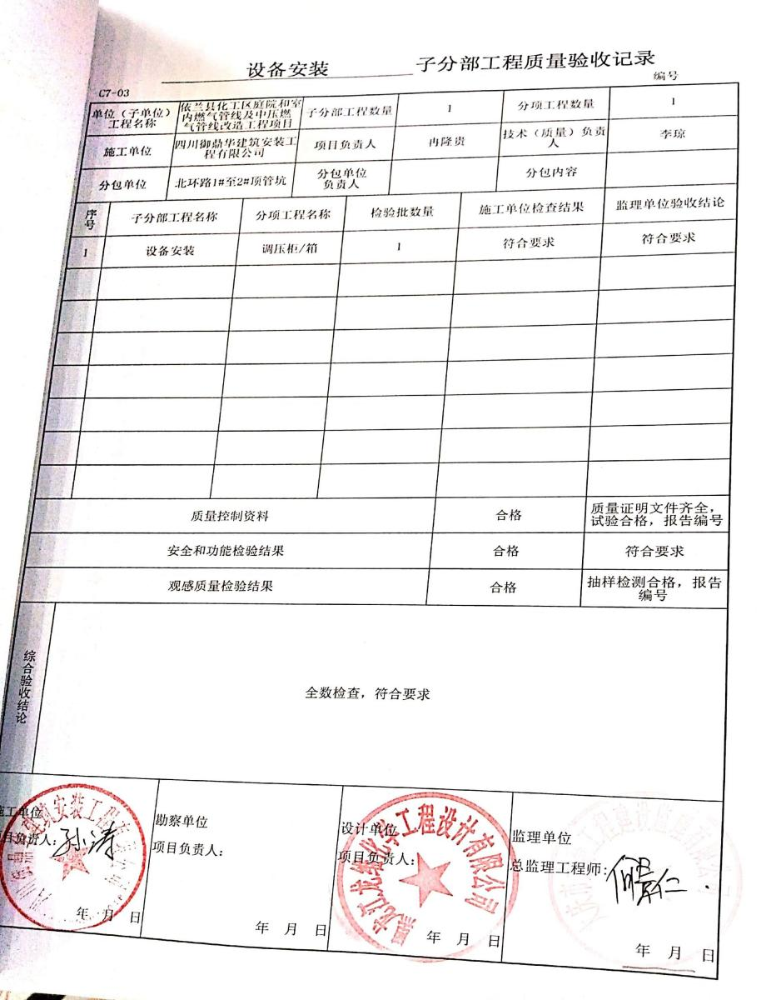 设备安装 子分部工程质量验收记录
C7-03
编号
单位（子单位）
工程名称
依兰县化工区庭院和室
内燃气管线及中压燃
气管线改造工程项目
子分部工程数量
1
分项工程数量
1
施工单位
四川御鼎华建筑安装工
程有限公司
项目负责人
冉隆贵
技术（质量）负责
人
李琼
分包单位
北环路1#至2#顶管坑
分包单位
负责人
分包内容
序号
子分部工程名称
分项工程名称
检验批数量
施工单位检查结果
监理单位验收结论
1
设备安装
调压柜/箱
1
符合要求
符合要求
质量控制资料
合格
质量证明文件齐全，
试验合格，报告编号
安全和功能检验结果
合格
符合要求
观感质量检验结果
合格
抽样检测合格，报告
编号
综合验收结论
全数检查，符合要求
施工单位
项目负责人：孙涛
年 月 日
勘察单位
项目负责人：
年 月 日
设计单位
项目负责人：
黑龙江龙维化学工程设计有限公司
年 月 日
监理单位
总监理工程师：
年 月 日